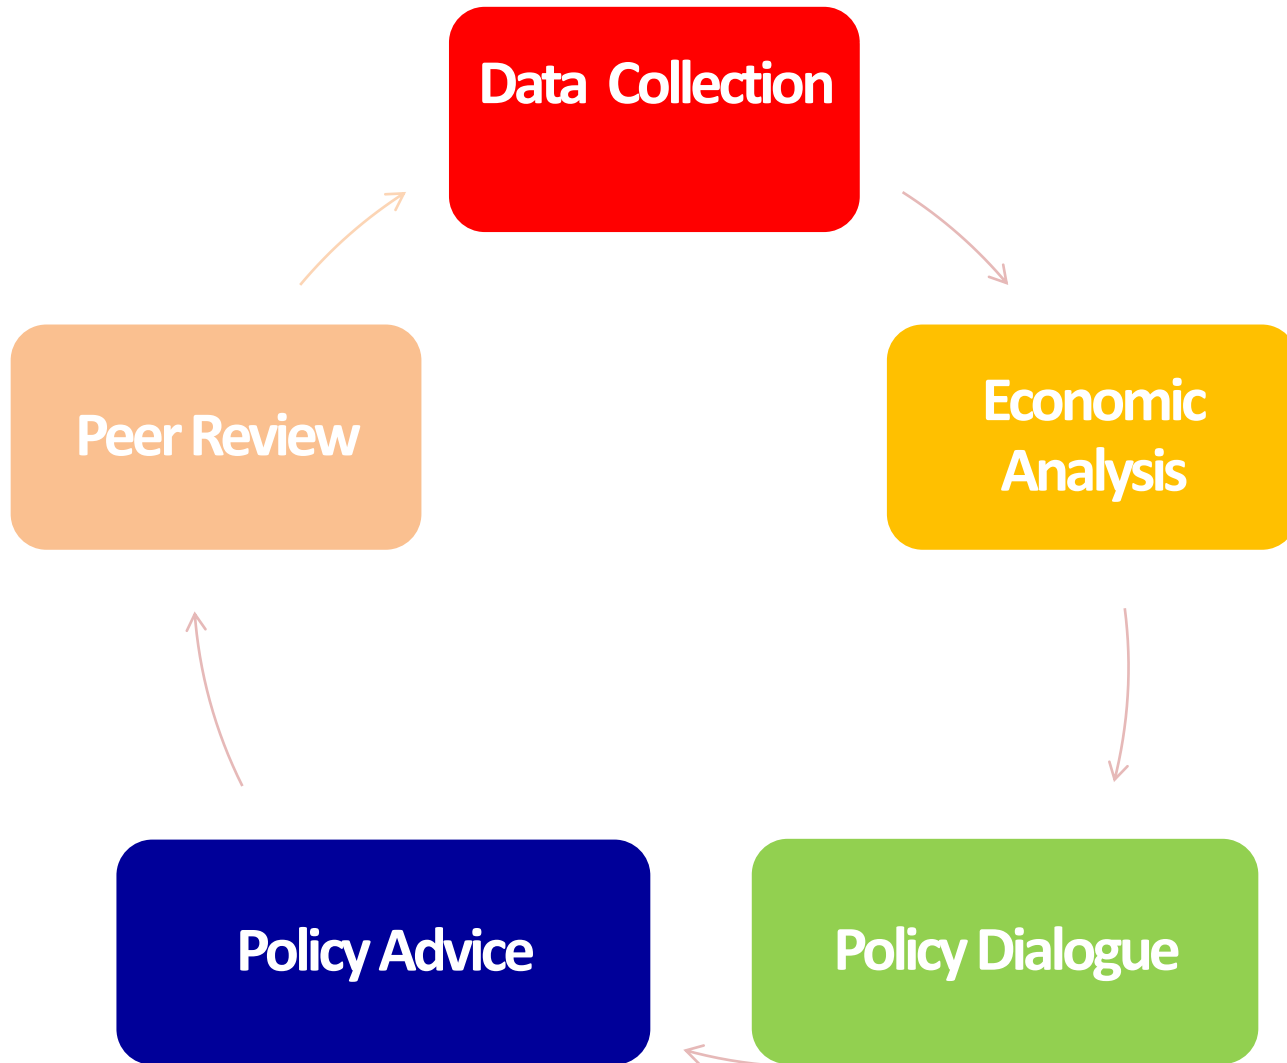 Data  Collection
Economic
Analysis
Policy Dialogue
Policy Advice
Peer Review